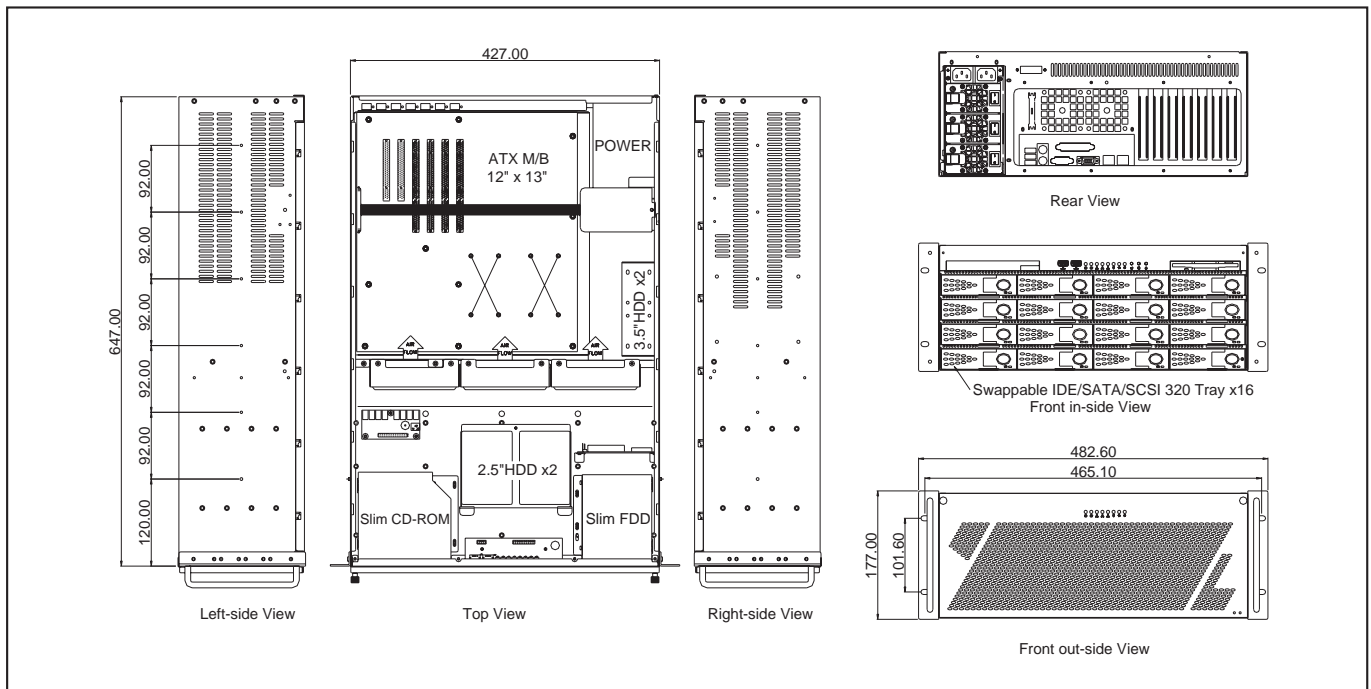 427.00
647.00
92.00
92.00
92.00
92.00
92.00
120.00
ATX M/B
12" x 13"
POWER
3.5"HDD x2
AIR
FLOW
AIR
FLOW
AIR
FLOW
2.5"HDD x2
Slim CD-ROM
Slim FDD
Left-side View
Top View
Right-side View
Rear View
Swappable IDE/SATA/SCSI 320 Tray x16
Front in-side View
482.60
465.10
177.00
101.60
Front out-side View